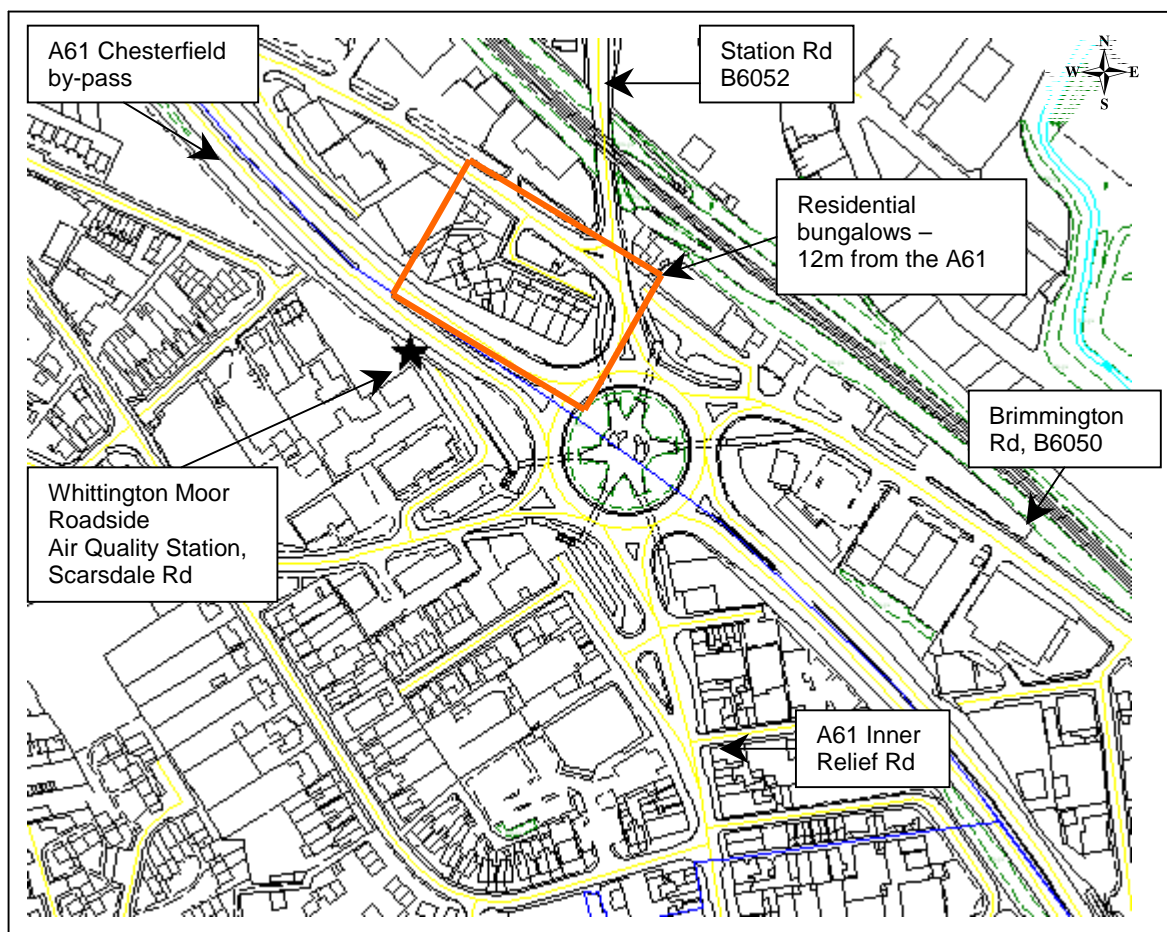 A61 Chesterfield
by-pass
Station Rd
B6052
N
W E
S
Residential
bungalows –
12m from the A61
Brimmington
Rd, B6050
Whittington Moor
Roadside
Air Quality Station,
Scarsdale Rd
A61 Inner
Relief Rd